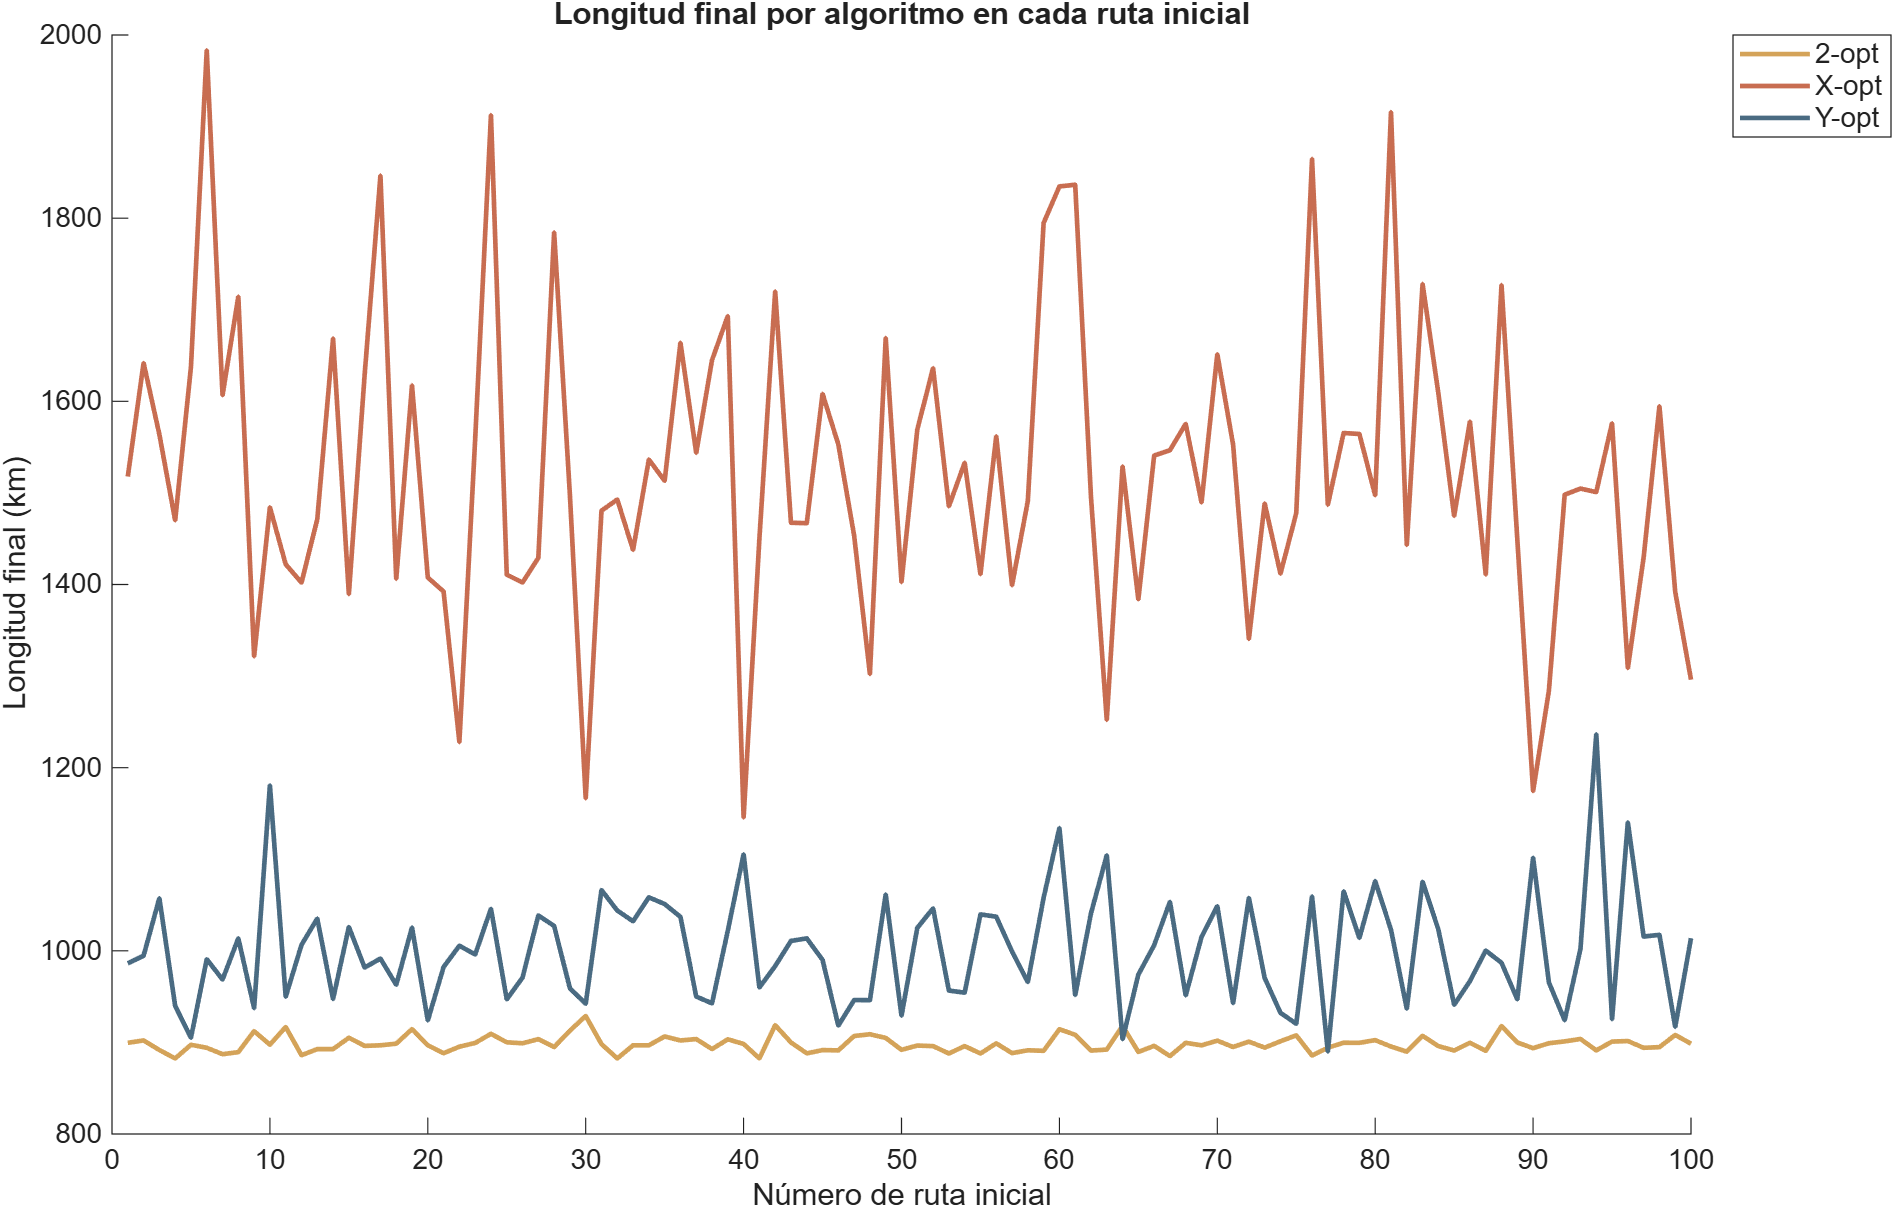 Longitud final por algoritmo en cada ruta inicial
2-opt
X-opt
Y-opt
Longitud final (km)
2000
1800
1600
1400
1200
1000
800
0 10 20 30 40 50 60 70 80 90 100
Número de ruta inicial